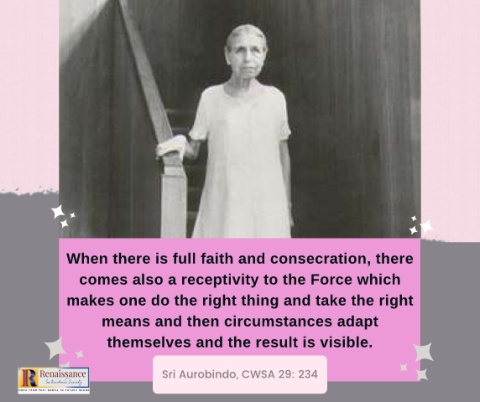 When there is full faith and consecration, there
comes also a receptivity to the Force which
makes one do the right thing and take the right
means and then circumstances adapt
themselves and the result is visible.
Sri Aurobindo, CWSA 29: 234
Renaissance